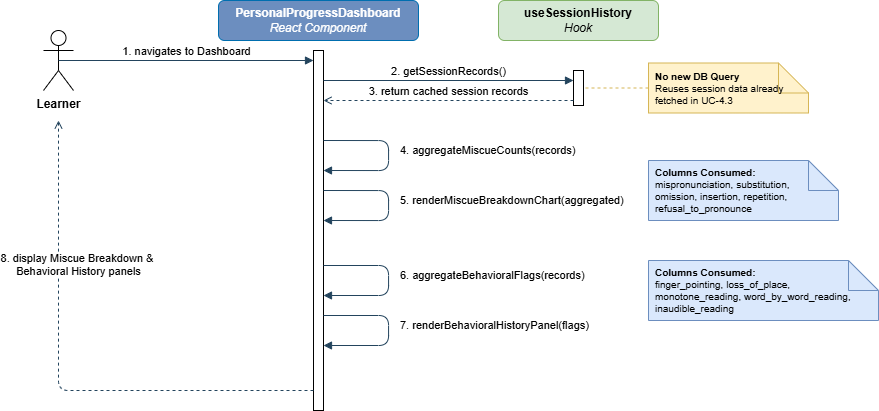 PersonalProgressDashboard
React Component
useSessionHistory
Hook
1. navigates to Dashboard
Learner
2. getSessionRecords()
3. return cached session records
No new DB Query
Reuses session data already
fetched in UC-4.3
4. aggregateMiscueCounts(records)
Columns Consumed:
mispronunciation, substitution,
omission, insertion, repetition,
refusal_to_pronounce
5. renderMiscueBreakdownChart(aggregated)
8. display Miscue Breakdown &
Behavioral History panels
6. aggregateBehavioralFlags(records)
Columns Consumed:
finger_pointing, loss_of_place,
monotone_reading, word_by_word_reading,
inaudible_reading
7. renderBehavioralHistoryPanel(flags)